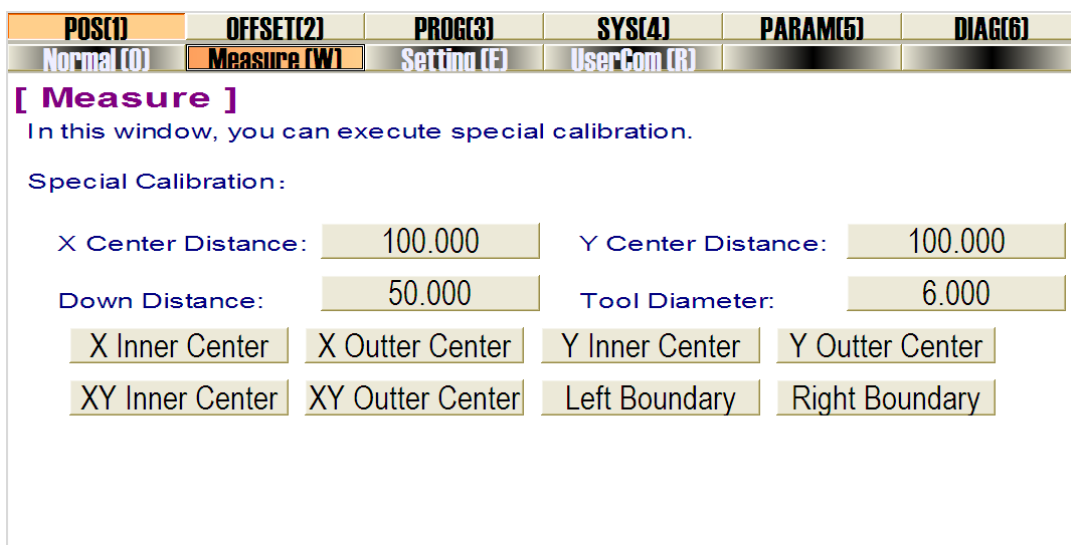 POS(1) OFFSET(2) PROG(3) SYS(4) PARAM(5) DIAG(6)
Normal (Q) Measure (W) Setting (E) UserCom (R)
[ Measure ]
In this window, you can execute special calibration.
Special Calibration:
X Center Distance: 100.000 Y Center Distance: 100.000
Down Distance: 50.000 Tool Diameter: 6.000
X Inner Center X Outter Center Y Inner Center Y Outter Center
XY Inner Center XY Outter Center Left Boundary Right Boundary